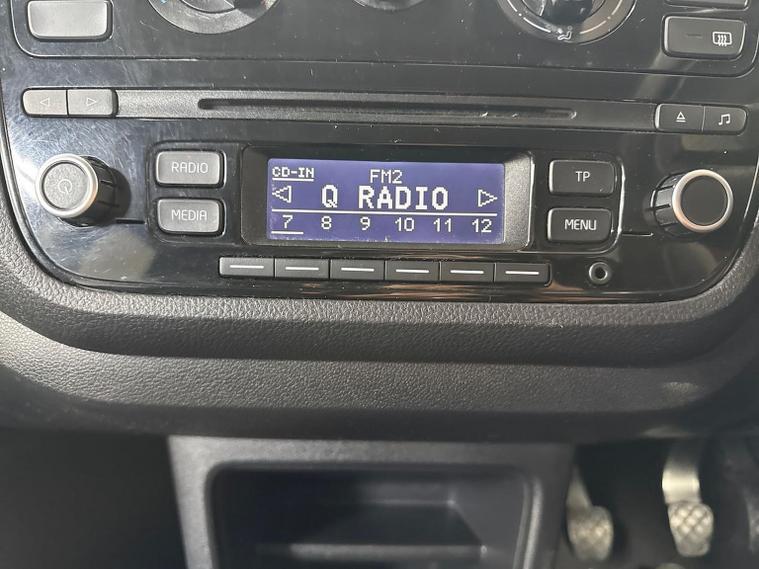 RADIO
MEDIA
CD-IN
FM2
Q RADIO
7 8 9 10 11 12
TP
MENU